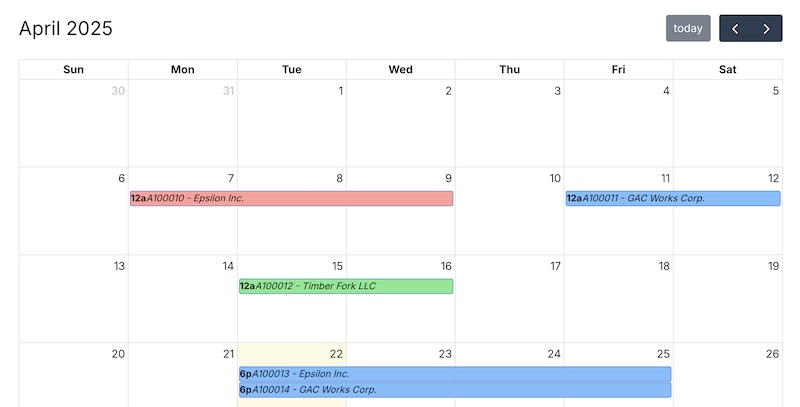 April 2025
today
Sun Mon Tue Wed Thu Fri Sat
30 31 1 2 3 4 5
6 7 8 9 10 11 12
12a A100010 - Epsilon Inc. 12a A100011 - GAC Works Corp.
13 14 15 16 17 18 19
12a A100012 - Timber Fork LLC
20 21 22 23 24 25 26
6p A100013 - Epsilon Inc.
6p A100014 - GAC Works Corp.